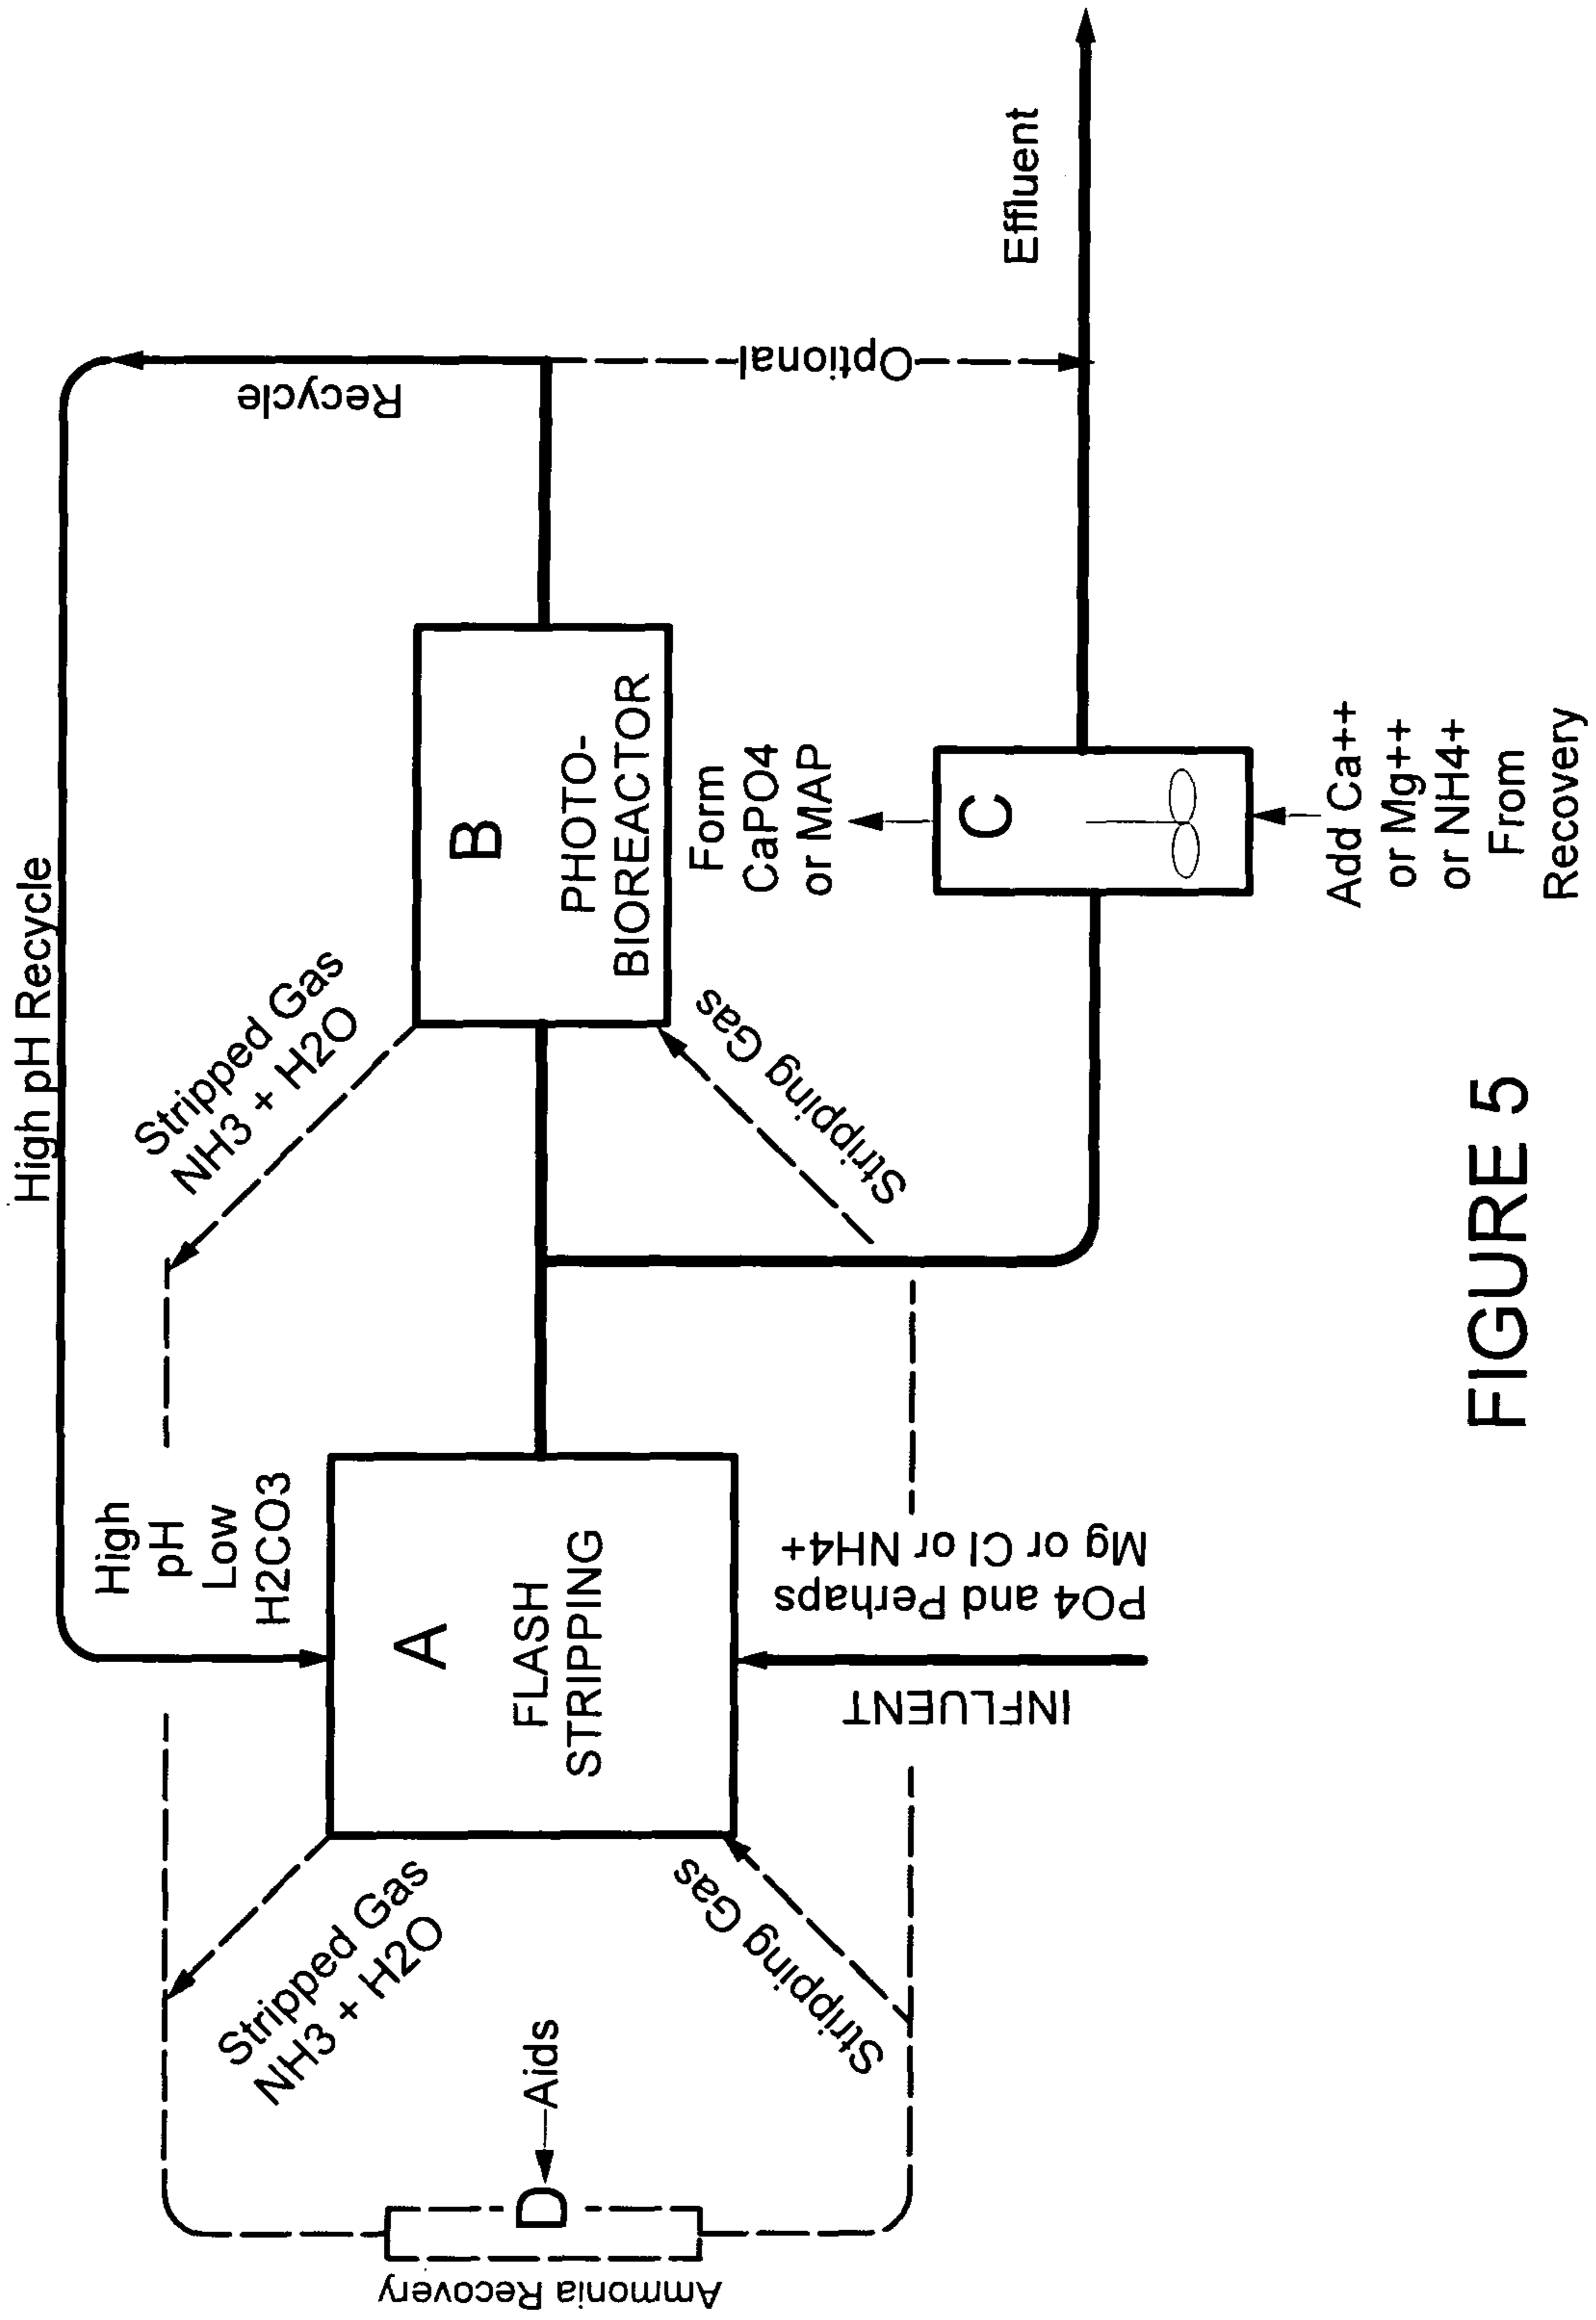 High pH Recycle
Recycle
Stripped Gas
NH3 + H2O
High
pH
Low
H2CO3
Stripped Gas
NH3 + H2O
A
FLASH
STRIPPING
B
PHOTO-
BIOREACTOR
Optional
Effluent
Form
CaPO4
or MAP
C
Add Ca++
or Mg++
or NH4+
From
Recovery
Stripping Gas
Stripping Gas
PO4 and Perhaps
Mg or Cl or NH4+
INFLUENT
Aids
D
Ammonia Recovery
FIGURE 5